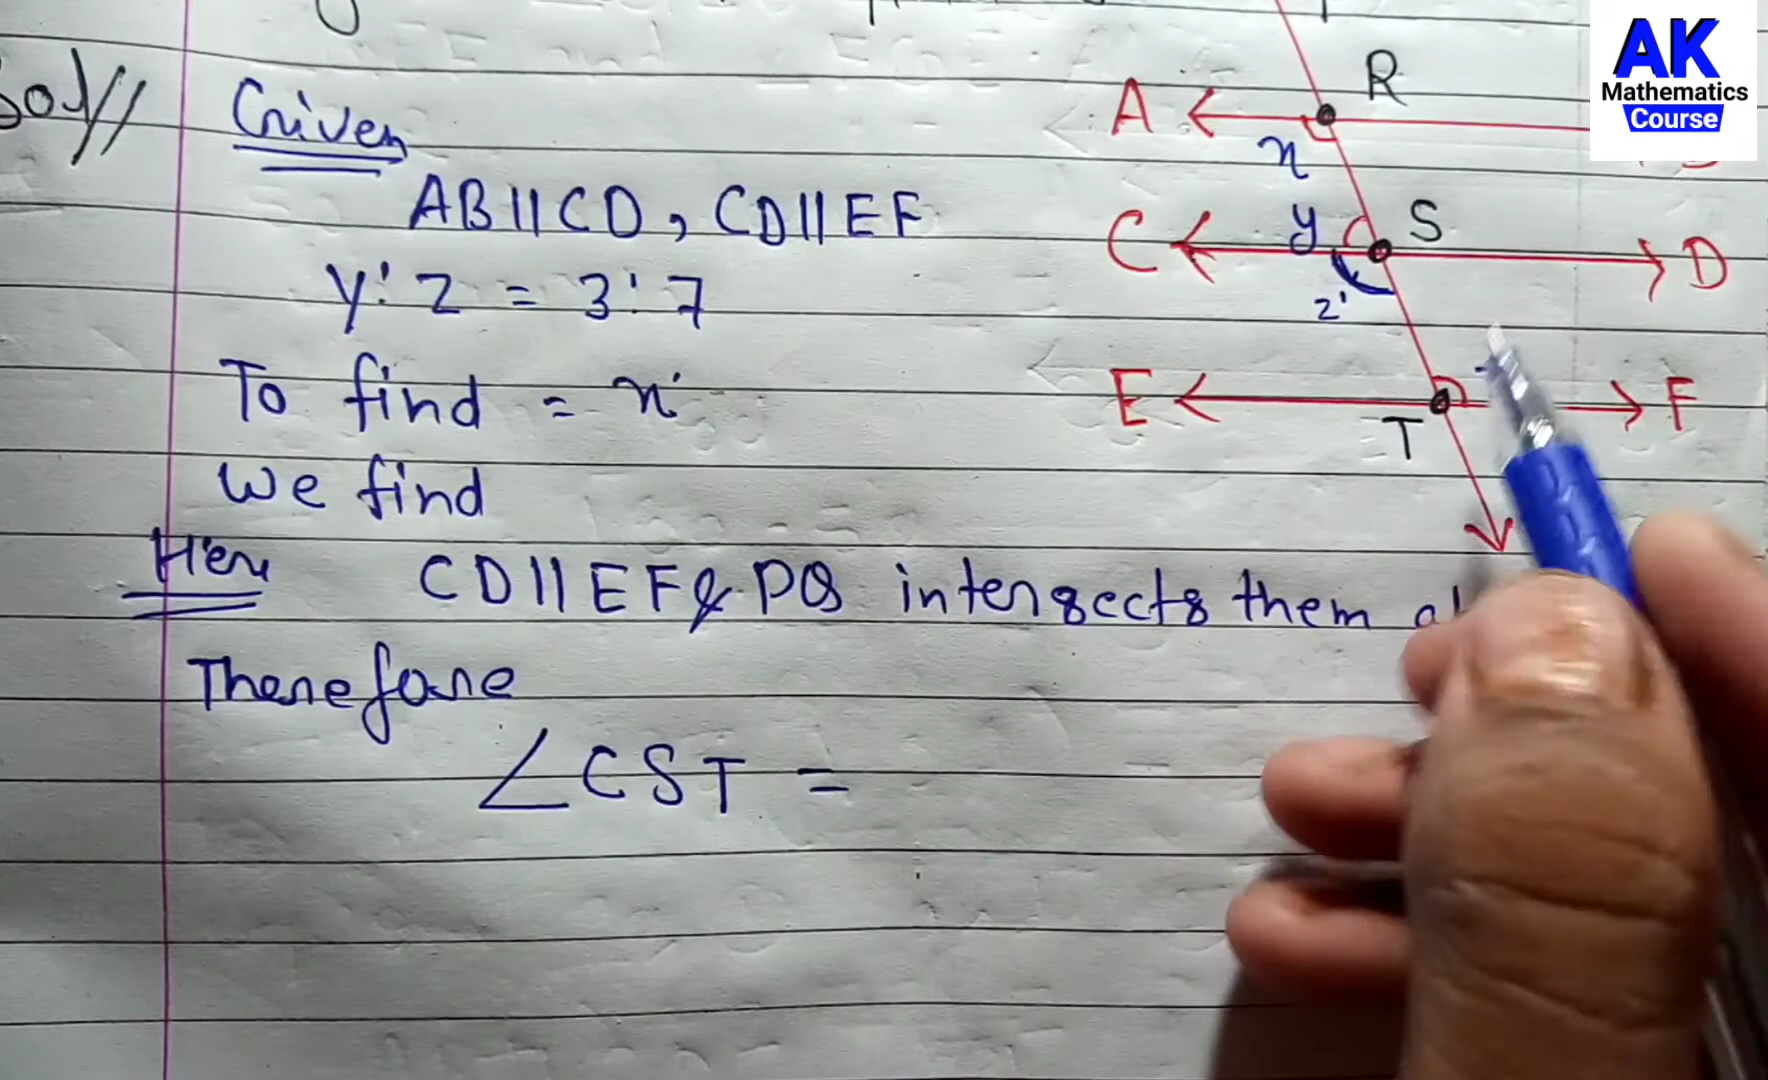 R
AK
Mathematics
Course
A
Sol//
Given
x
AB||CD, CD||EF
C
y
S
D
z
y:z = 3:7
To find = x
E
F
T
We find
Here CD||EF & PQ intersects them
Therefore
∠CST =